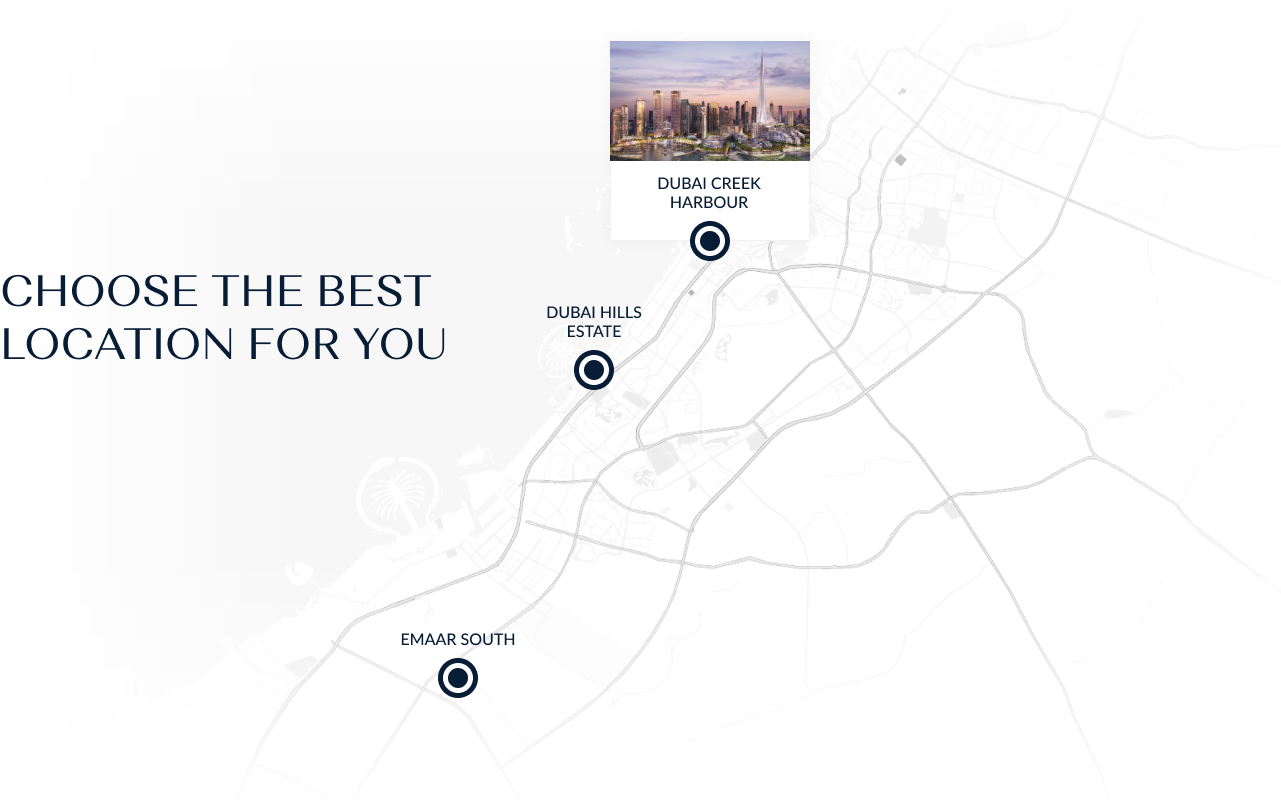 DUBAI CREEK
HARBOUR
CHOOSE THE BEST
LOCATION FOR YOU
DUBAI HILLS
ESTATE
EMAAR SOUTH